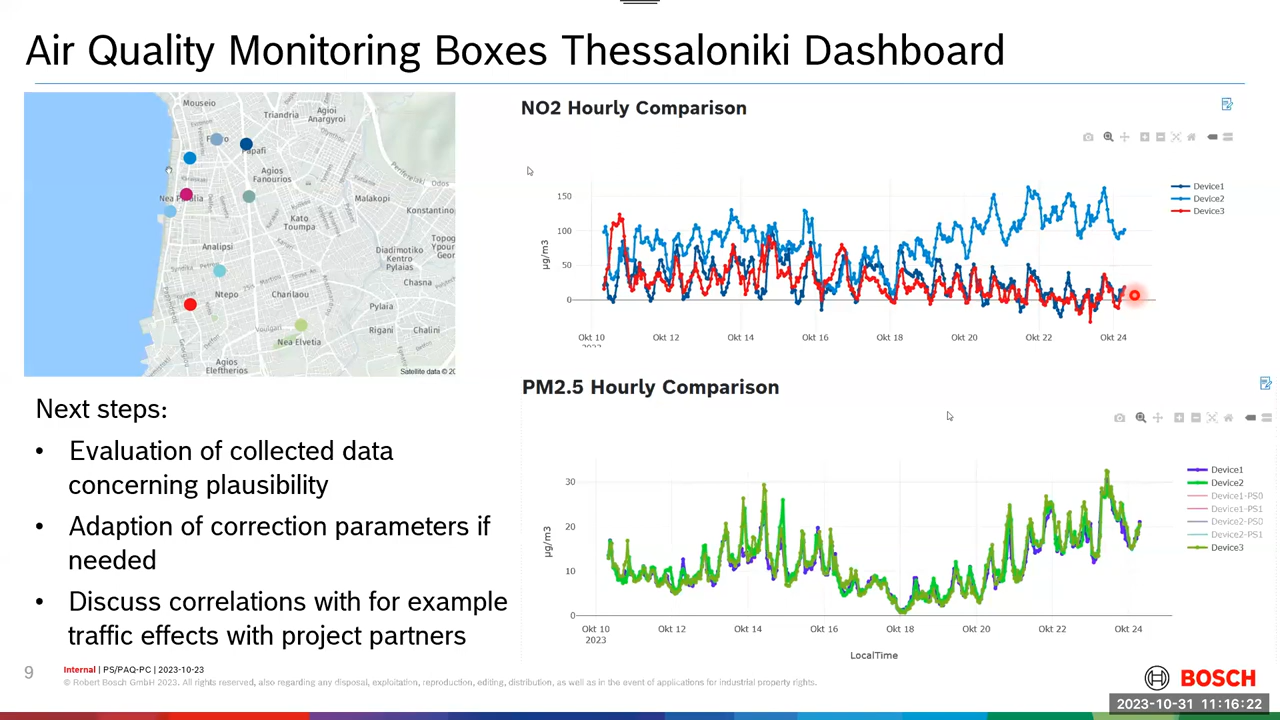 Air Quality Monitoring Boxes Thessaloniki Dashboard
Mouseio
Triandria
Agioi
Anargyroi
Papafi
Perifereiaki
Odos
Agios
Fanourios
Malakopi
Nea Paralia
Konstantino
Kato
Toumpa
Analipsi
Diadimotiko
Kentro
Pylaias
Topog
Your
Geor
Chasna
Ntepo
Charilaou
Pylaia
Voulgari
Rigani
Chalini
Nea Elvetia
Agios
Eleftherios
Satellite data © 20
NO2 Hourly Comparison
µg/m3
150
100
50
0
Okt 10
Okt 12
Okt 14
Okt 16
Okt 18
Okt 20
Okt 22
Okt 24
Device1
Device2
Device3
PM2.5 Hourly Comparison
µg/m3
30
20
10
0
Okt 10
2023
Okt 12
Okt 14
Okt 16
Okt 18
Okt 20
Okt 22
Okt 24
LocalTime
Device1
Device2
Device1-PS0
Device1-PS1
Device2-PS0
Device2-PS1
Device3
Next steps:
• Evaluation of collected data
concerning plausibility
• Adaption of correction parameters if
needed
• Discuss correlations with for example
traffic effects with project partners
9
Internal | PS/PAQ-PC | 2023-10-23
© Robert Bosch GmbH 2023. All rights reserved, also regarding any disposal, exploitation, reproduction, editing, distribution, as well as in the event of applications for industrial property rights.
BOSCH
2023-10-31 11:16:22